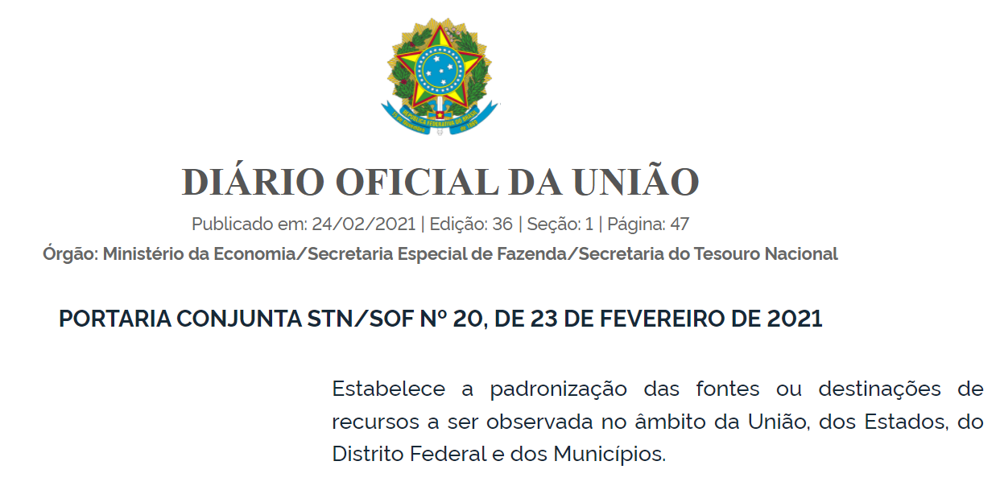 REPÚBLICA FEDERATIVA DO BRASIL
15 de Novembro de 1889
DIÁRIO OFICIAL DA UNIÃO
Publicado em: 24/02/2021 | Edição: 36 | Seção: 1 | Página: 47
Órgão: Ministério da Economia/Secretaria Especial de Fazenda/Secretaria do Tesouro Nacional
PORTARIA CONJUNTA STN/SOF Nº 20, DE 23 DE FEVEREIRO DE 2021
Estabelece a padronização das fontes ou destinações de
recursos a ser observada no âmbito da União, dos Estados, do
Distrito Federal e dos Municípios.